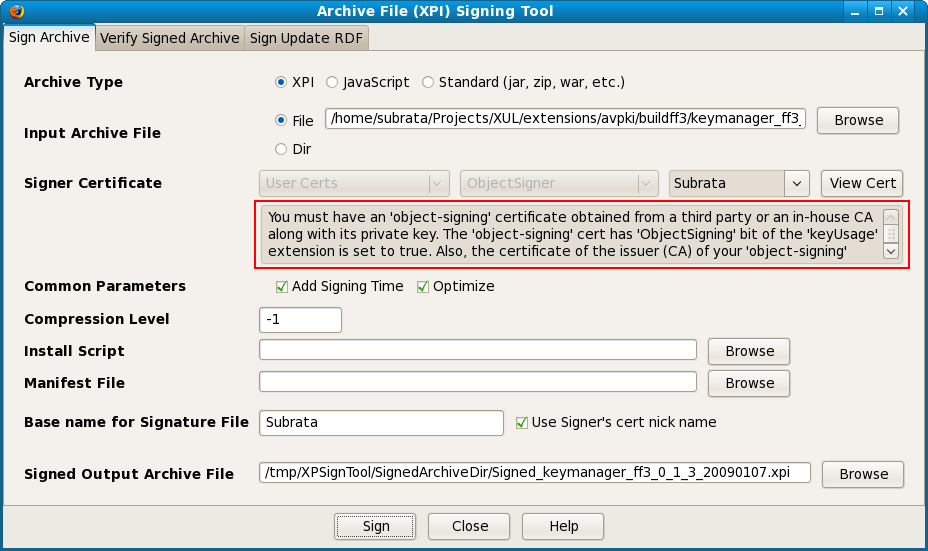 Archive File (XPI) Signing Tool
Sign Archive Verify Signed Archive Sign Update RDF
Archive Type XPI JavaScript Standard (jar, zip, war, etc.)
Input Archive File File /home/subrata/Projects/XUL/extensions/avpki/buildff3/keymanager_ff3_ Browse
Dir
Signer Certificate User Certs ObjectSigner Subrata View Cert
You must have an 'object-signing' certificate obtained from a third party or an in-house CA
along with its private key. The 'object-signing' cert has 'ObjectSigning' bit of the 'keyUsage'
extension is set to true. Also, the certificate of the issuer (CA) of your 'object-signing'
Common Parameters Add Signing Time Optimize
Compression Level -1
Install Script Browse
Manifest File Browse
Base name for Signature File Subrata Use Signer's cert nick name
Signed Output Archive File /tmp/XPSignTool/SignedArchiveDir/Signed_keymanager_ff3_0_1_3_20090107.xpi Browse
Sign Close Help